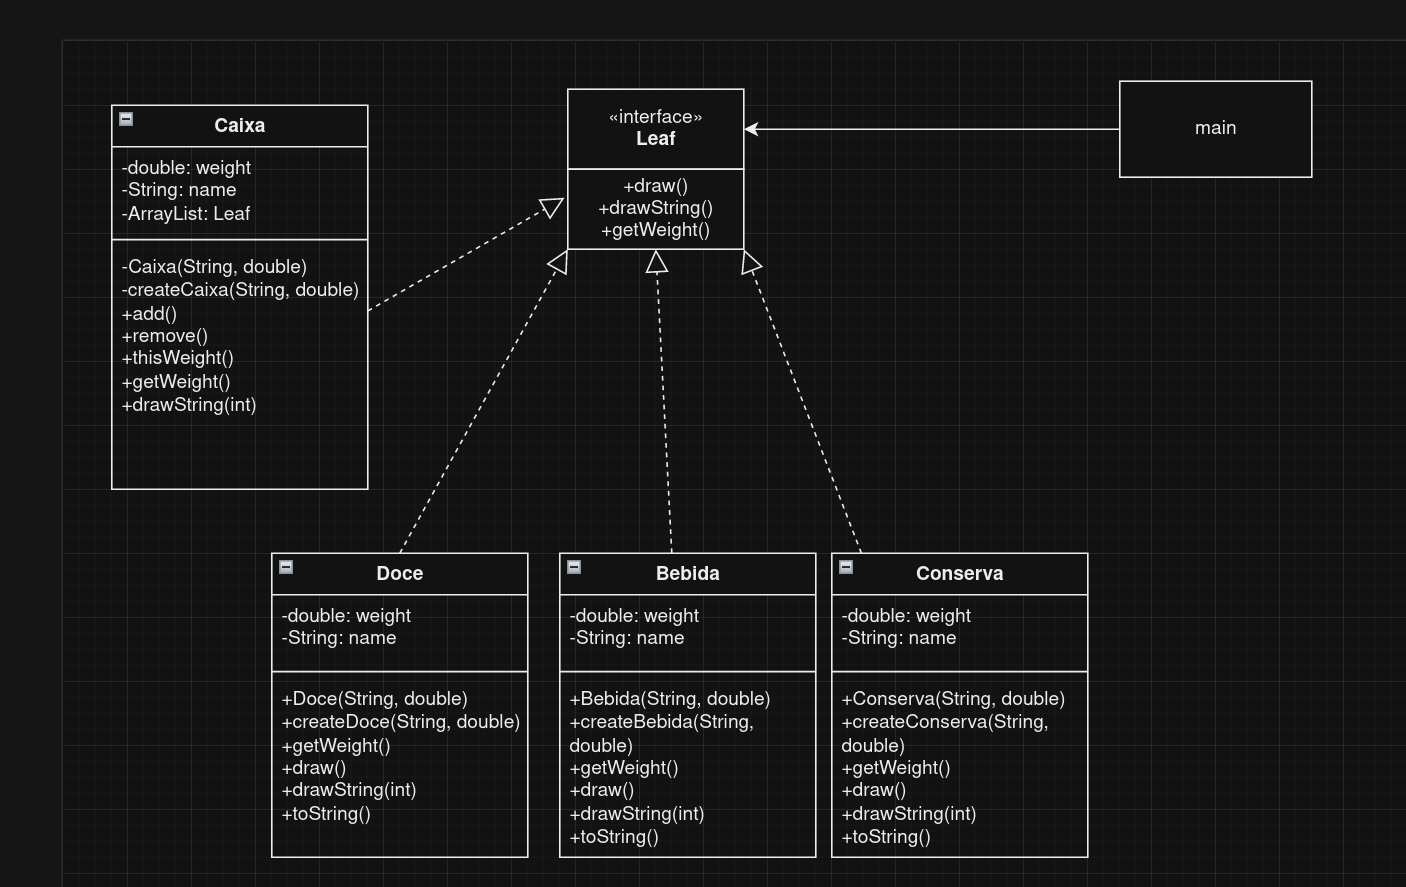 Caixa
-double: weight
-String: name
-ArrayList: Leaf
-Caixa(String, double)
-createCaixa(String, double)
+add()
+remove()
+thisWeight()
+getWeight()
+drawString(int)
«interface»
Leaf
+draw()
+drawString()
+getWeight()
main
Doce
-double: weight
-String: name
+Doce(String, double)
+createDoce(String, double)
+getWeight()
+draw()
+drawString(int)
+toString()
Bebida
-double: weight
-String: name
+Bebida(String, double)
+createBebida(String,
double)
+getWeight()
+draw()
+drawString(int)
+toString()
Conserva
-double: weight
-String: name
+Conserva(String, double)
+createConserva(String,
double)
+getWeight()
+draw()
+drawString(int)
+toString()